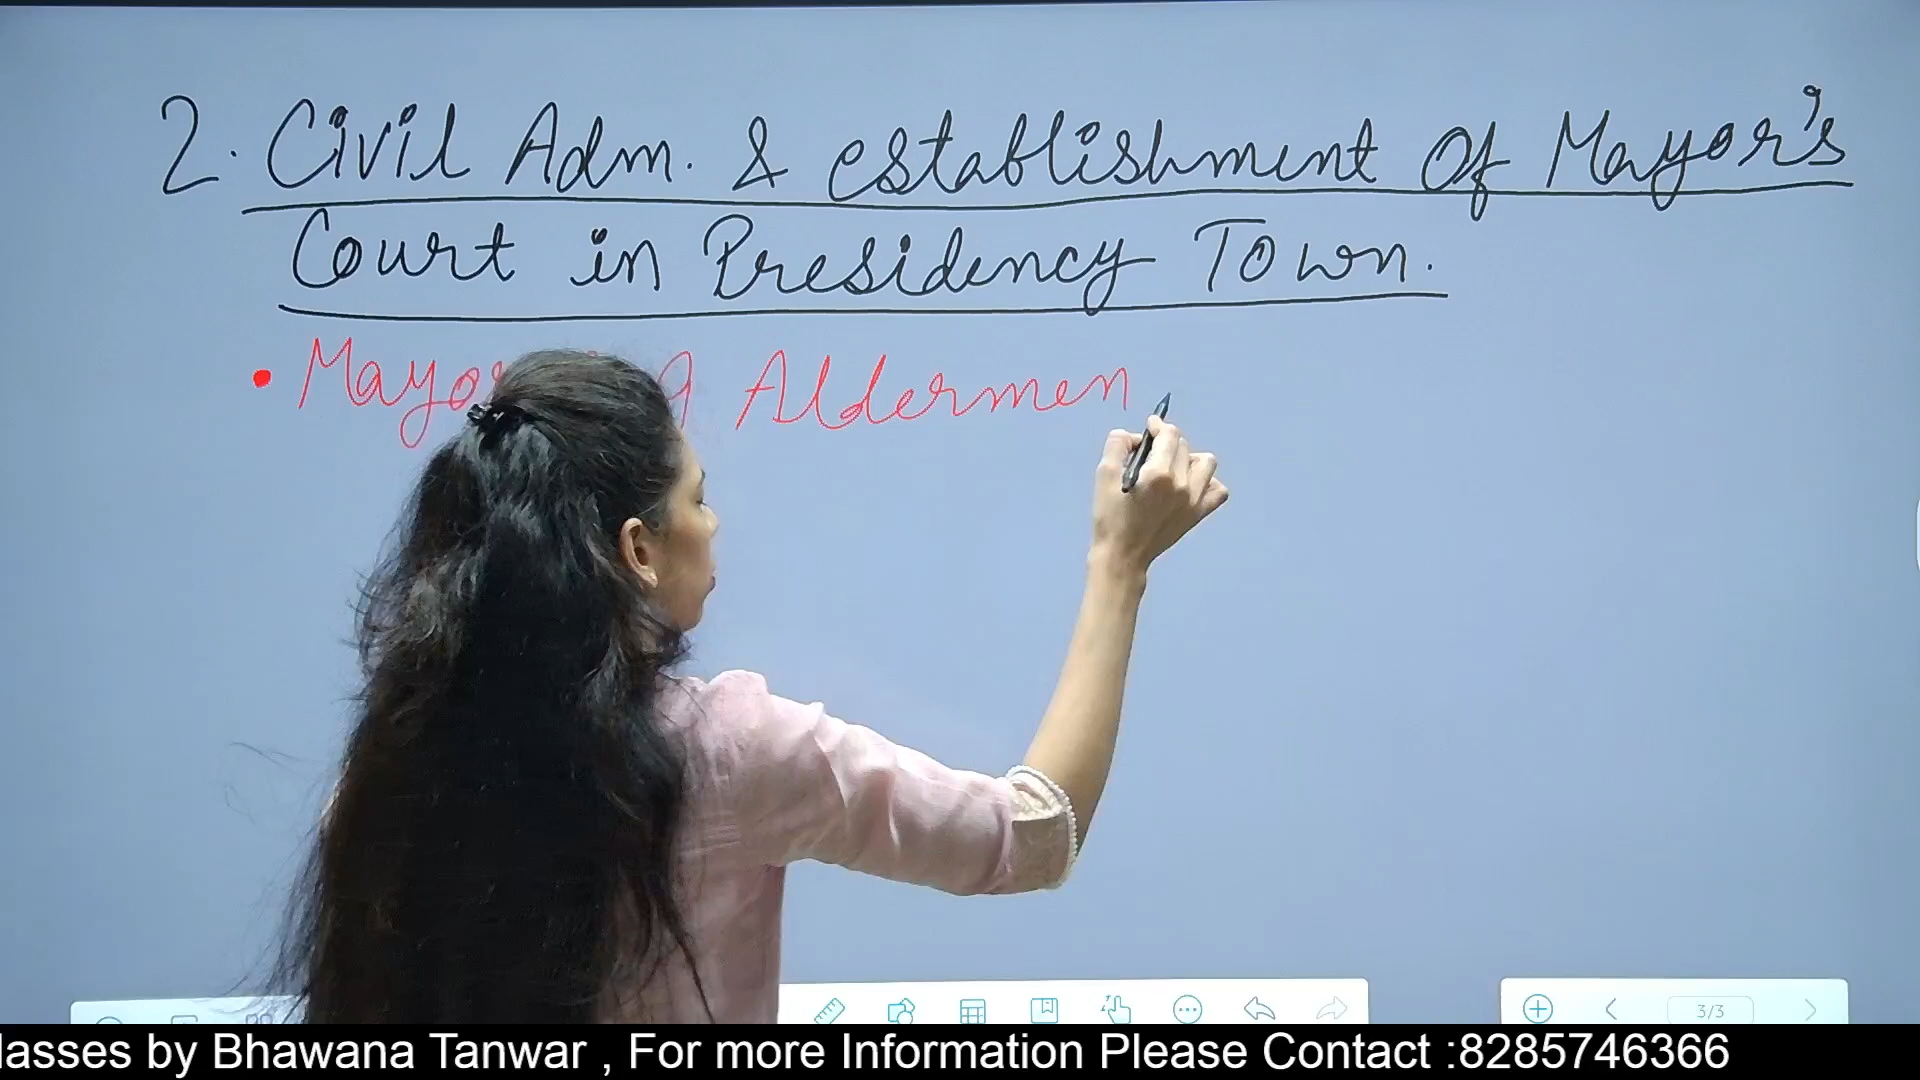 2. Civil Adm. & establishment Of Mayor's
Court in Presidency Town.
• Mayor 9 Aldermen
3/3
lasses by Bhawana Tanwar , For more Information Please Contact :8285746366